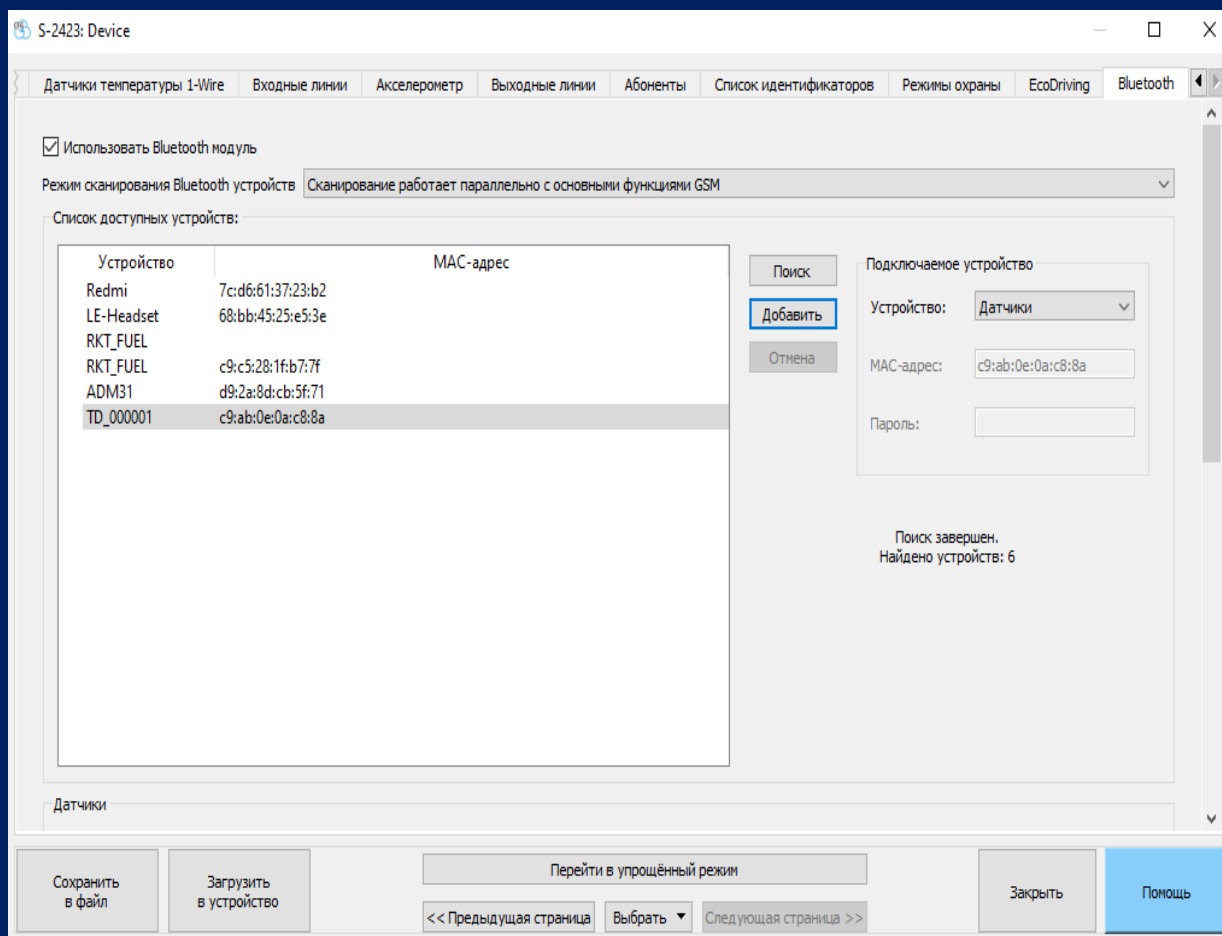 S-2423: Device
Датчики температуры 1-Wire Входные линии Акселерометр Выходные линии Абоненты Список идентификаторов Режимы охраны EcoDriving Bluetooth
Использовать Bluetooth модуль
Режим сканирования Bluetooth устройств Сканирование работает параллельно с основными функциями GSM
Список доступных устройств:
Устройство MAC-адрес
Redmi 7c:d6:61:37:23:b2
LE-Headset 68:bb:45:25:e5:3e
RKT_FUEL
RKT_FUEL c9:c5:28:1f:b7:7f
ADM31 d9:2a:8d:cb:5f:71
TD_000001 c9:ab:0e:0a:c8:8a
Поиск
Добавить
Отмена
Подключаемое устройство
Устройство: Датчики
MAC-адрес: c9:ab:0e:0a:c8:8a
Пароль:
Поиск завершен.
Найдено устройств: 6
Датчики
Сохранить
в файл
Загрузить
в устройство
Перейти в упрощённый режим
<< Предыдущая страница Выбрать Следующая страница >>
Закрыть
Помощь